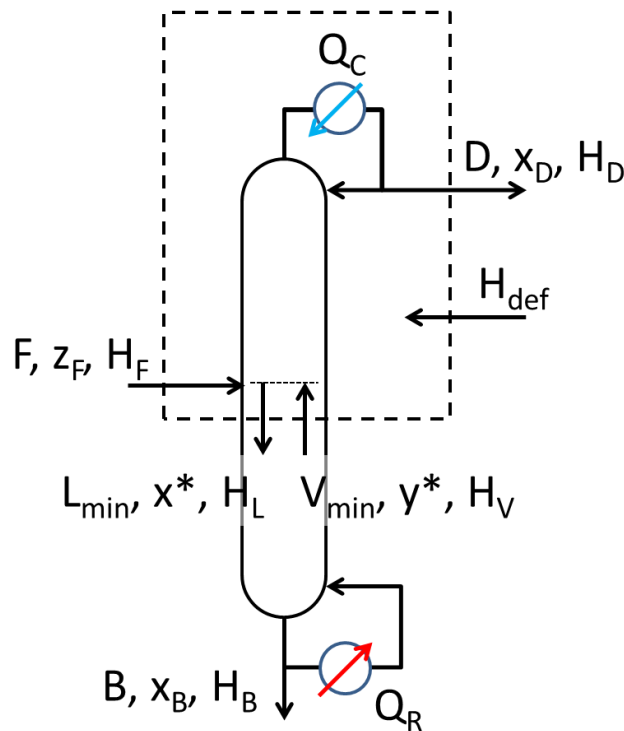 Q_C
D, x_D, H_D
H_def
F, z_F, H_F
L_min, x*, H_L
V_min, y*, H_V
B, x_B, H_B
Q_R